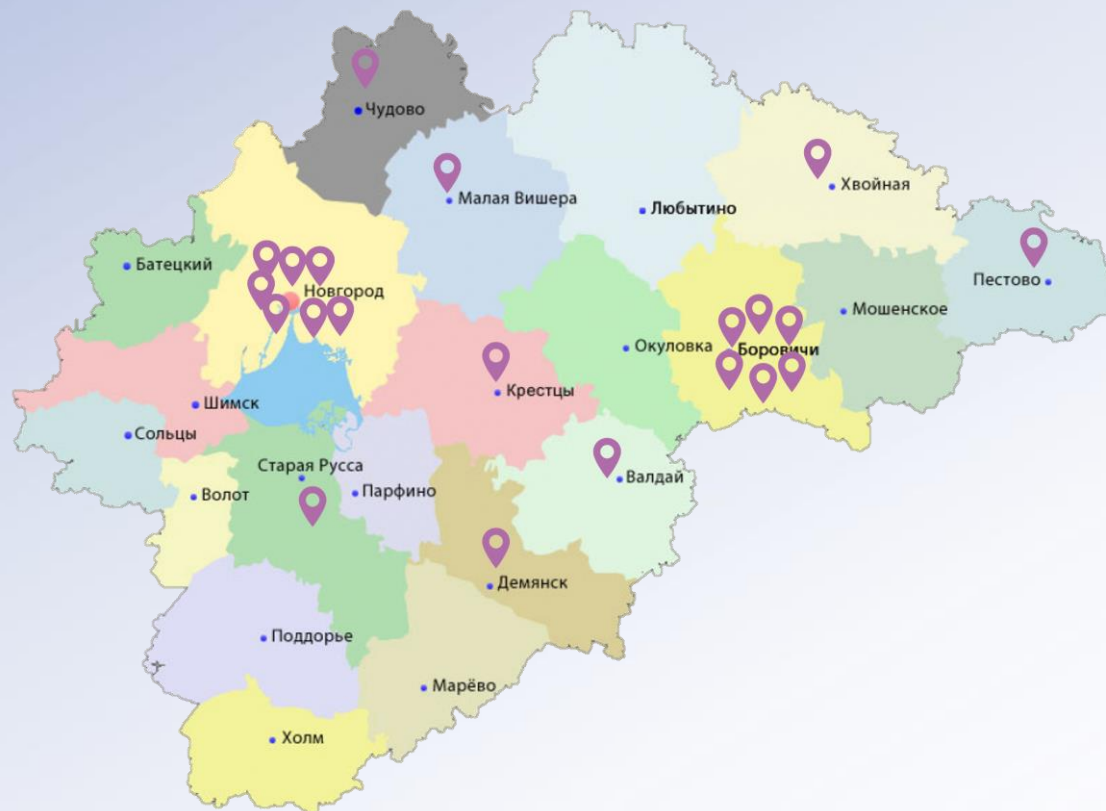 Чудово
Малая Вишера
Хвойная
Любытино
Батецкий
Пестово
Новгород
Мошенское
Окуловка
Боровичи
Крестцы
Шимск
Сольцы
Старая Русса
Валдай
Парфино
Волот
Демянск
Поддорье
Марёво
Холм